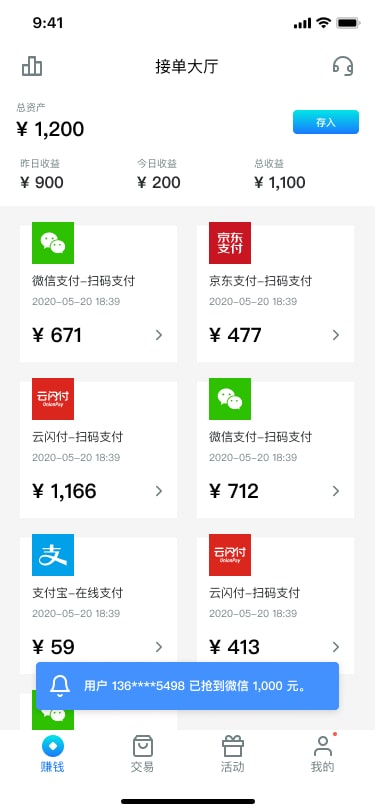 9:41
接单大厅
总资产
¥ 1,200
存入
昨日收益 今日收益 总收益
¥ 900 ¥ 200 ¥ 1,100
京东
支付
微信支付-扫码支付 京东支付-扫码支付
2020-05-20 18:39 2020-05-20 18:39
¥ 671 ¥ 477
云闪付
UnionPay
云闪付-扫码支付 微信支付-扫码支付
2020-05-20 18:39 2020-05-20 18:39
¥ 1,166 ¥ 712
支 云闪付
UnionPay
支付宝-在线支付 云闪付-扫码支付
2020-05-20 18:39 2020-05-20 18:39
¥ 59 ¥ 413
用户 136****5498 已抢到微信 1,000 元。
赚钱 交易 活动 我的